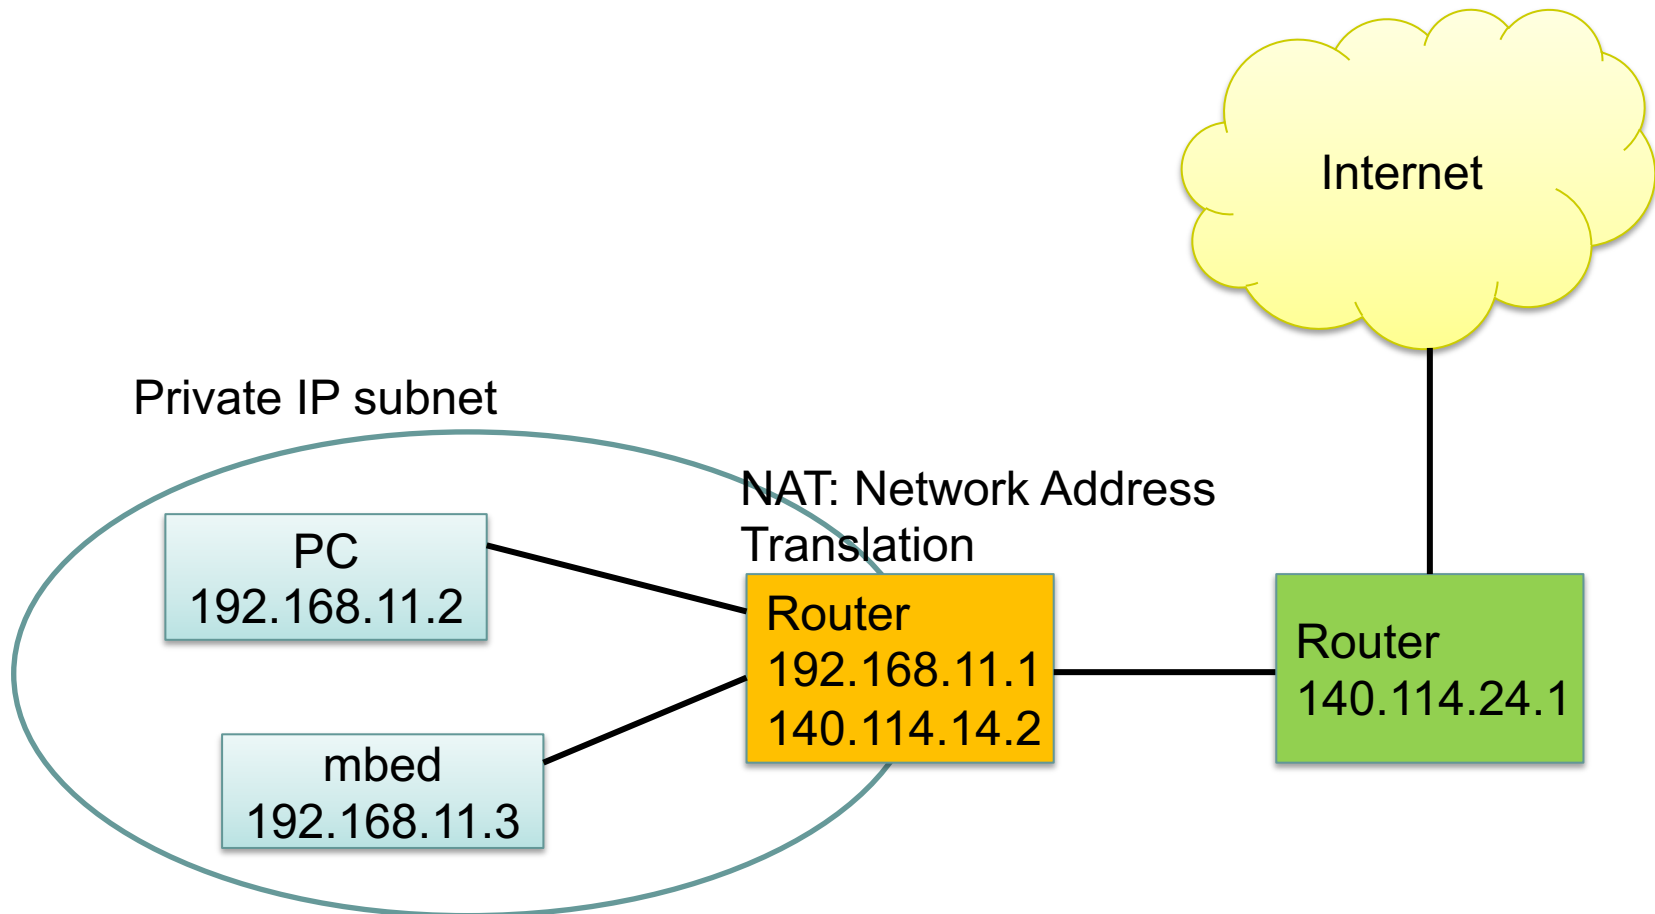 Internet
Private IP subnet
NAT: Network Address
Translation
PC
192.168.11.2
Router
192.168.11.1
140.114.14.2
Router
140.114.24.1
mbed
192.168.11.3